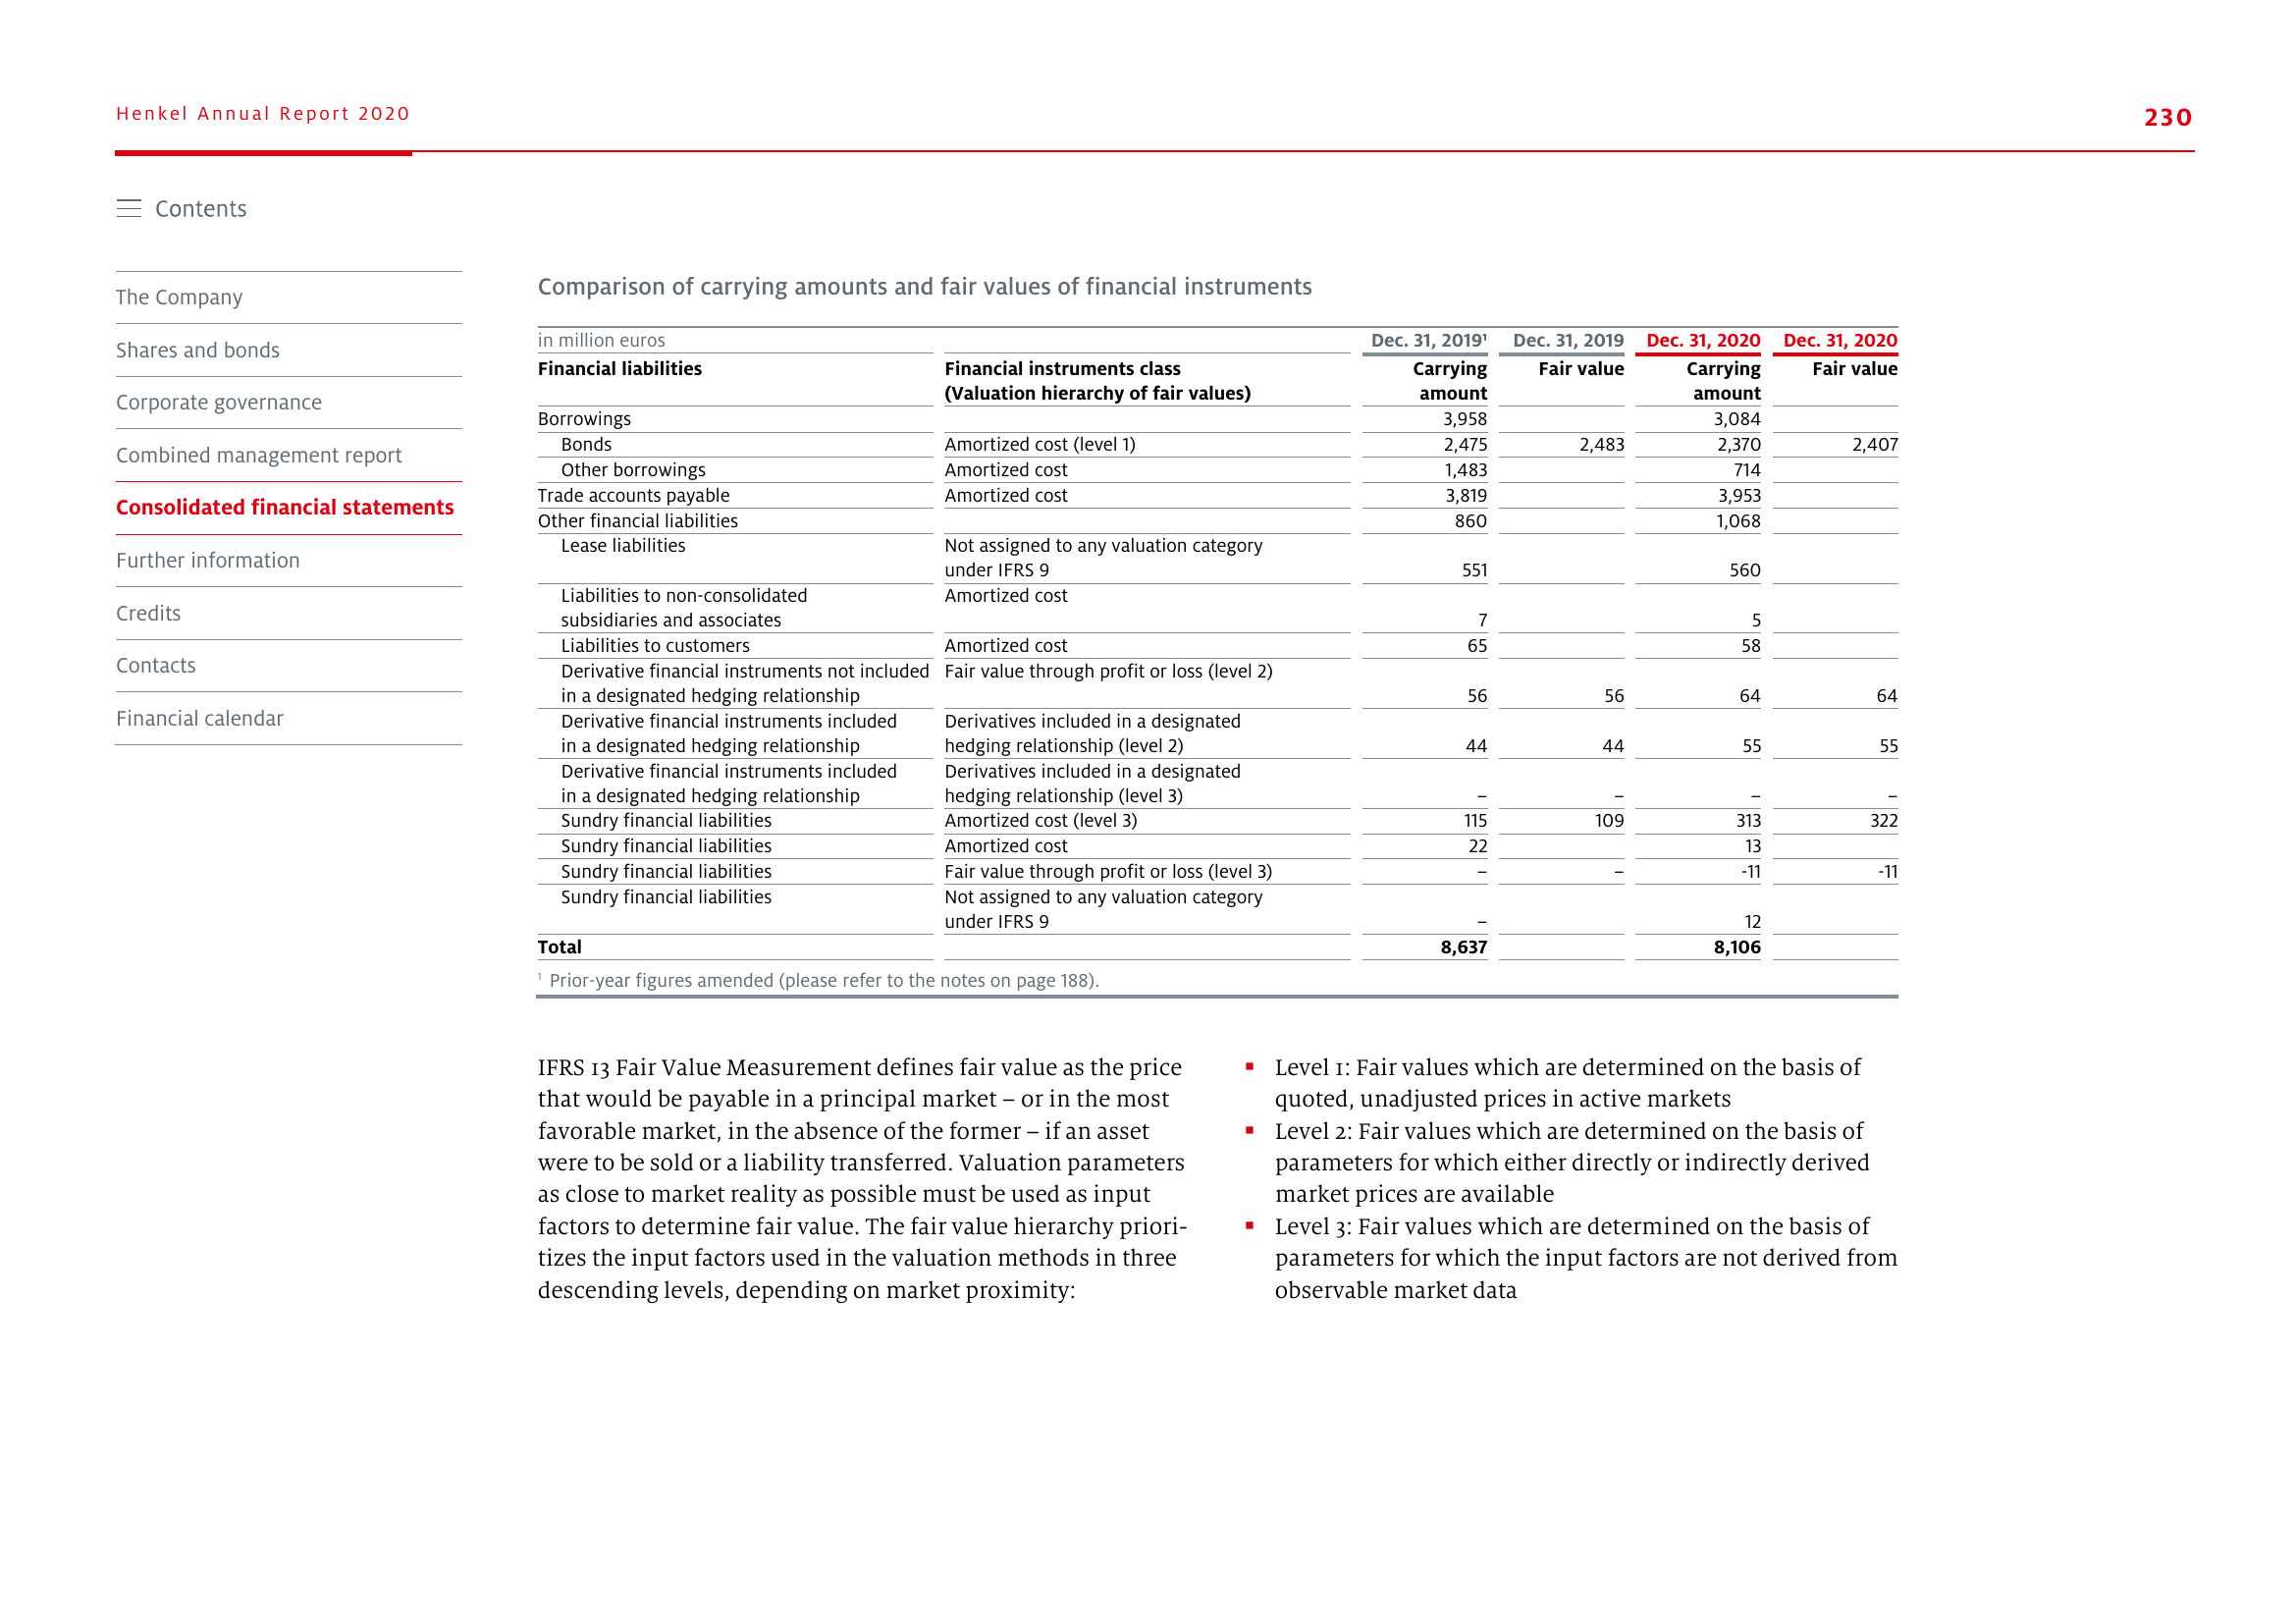 Henkel Annual Report 2020
230
Contents
The Company
Shares and bonds
Corporate governance
Combined management report
Consolidated financial statements
Further information
Credits
Contacts
Financial calendar
Comparison of carrying amounts and fair values of financial instruments
in million euros Dec. 31, 2019¹ Dec. 31, 2019 Dec. 31, 2020 Dec. 31, 2020
Financial liabilities Financial instruments class Carrying Fair value Carrying Fair value
(Valuation hierarchy of fair values) amount amount
Borrowings 3,958 3,084
Bonds Amortized cost (level 1) 2,475 2,483 2,370 2,407
Other borrowings Amortized cost 1,483 714
Trade accounts payable Amortized cost 3,819 3,953
Other financial liabilities 860 1,068
Lease liabilities Not assigned to any valuation category
under IFRS 9 551 560
Liabilities to non-consolidated Amortized cost
subsidiaries and associates 7 5
Liabilities to customers Amortized cost 65 58
Derivative financial instruments not included Fair value through profit or loss (level 2)
in a designated hedging relationship 56 56 64 64
Derivative financial instruments included Derivatives included in a designated
in a designated hedging relationship hedging relationship (level 2) 44 44 55 55
Derivative financial instruments included Derivatives included in a designated
in a designated hedging relationship hedging relationship (level 3) – – – –
Sundry financial liabilities Amortized cost (level 3) 115 109 313 322
Sundry financial liabilities Amortized cost 22 13
Sundry financial liabilities Fair value through profit or loss (level 3) – – -11 -11
Sundry financial liabilities Not assigned to any valuation category
under IFRS 9 – 12
Total 8,637 8,106
¹ Prior-year figures amended (please refer to the notes on page 188).
IFRS 13 Fair Value Measurement defines fair value as the price
that would be payable in a principal market – or in the most
favorable market, in the absence of the former – if an asset
were to be sold or a liability transferred. Valuation parameters
as close to market reality as possible must be used as input
factors to determine fair value. The fair value hierarchy priori-
tizes the input factors used in the valuation methods in three
descending levels, depending on market proximity:
▪ Level 1: Fair values which are determined on the basis of
quoted, unadjusted prices in active markets
▪ Level 2: Fair values which are determined on the basis of
parameters for which either directly or indirectly derived
market prices are available
▪ Level 3: Fair values which are determined on the basis of
parameters for which the input factors are not derived from
observable market data